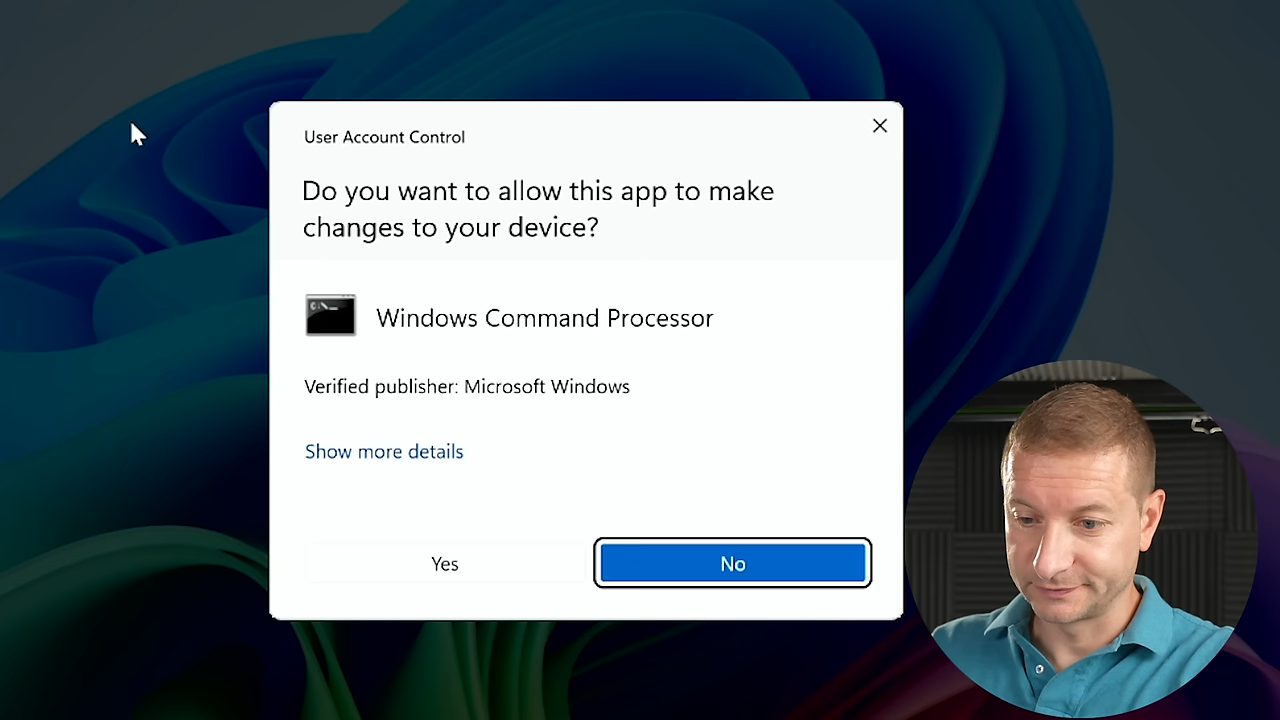 User Account Control
Do you want to allow this app to make
changes to your device?
Windows Command Processor
Verified publisher: Microsoft Windows
Show more details
Yes
No